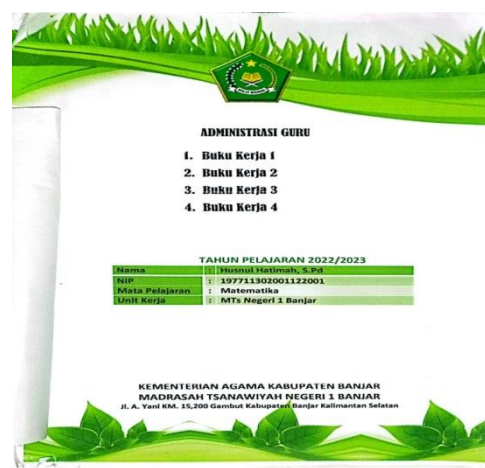 ADMINISTRASI GURU
1. Buku Kerja 1
2. Buku Kerja 2
3. Buku Kerja 3
4. Buku Kerja 4
TAHUN PELAJARAN 2022/2023
Nama : Husnul Hatimah, S.Pd
NIP : 197711302001122001
Mata Pelajaran : Matematika
Unit Kerja : MTs Negeri 1 Banjar
KEMENTERIAN AGAMA KABUPATEN BANJAR
MADRASAH TSANAWIYAH NEGERI 1 BANJAR
Jl. A. Yani KM. 15,200 Gambut Kabupaten Banjar Kalimantan Selatan